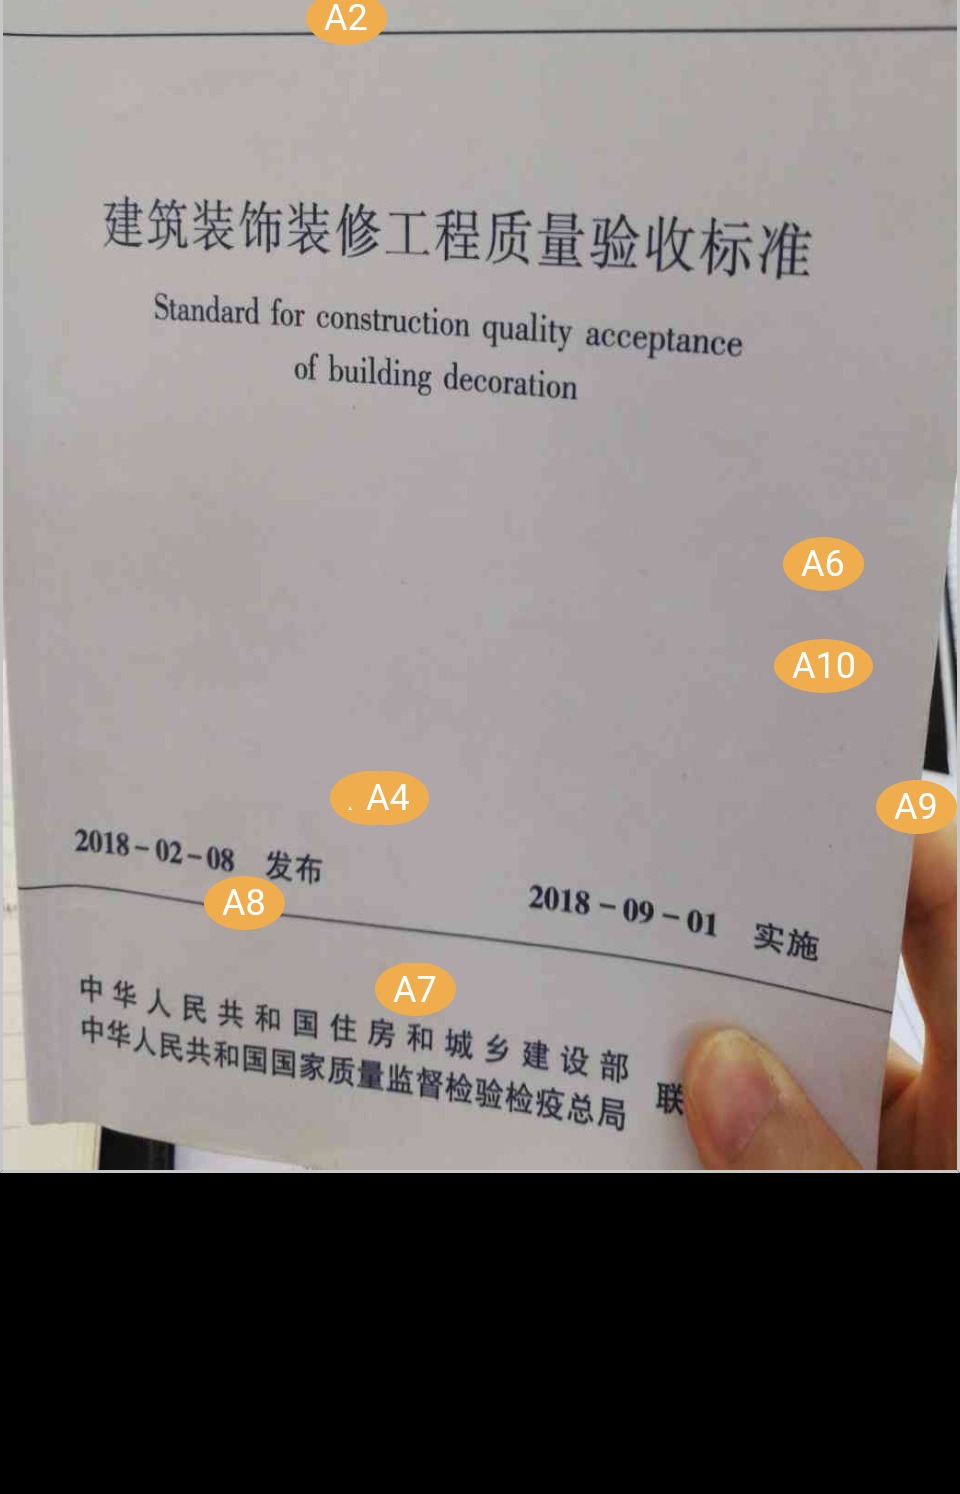 A2
建筑装饰装修工程质量验收标准
Standard for construction quality acceptance
of building decoration
A6
A10
A4
A9
2018-02-08 发布
2018-09-01 实施
A8
A7
中华人民共和国住房和城乡建设部
中华人民共和国国家质量监督检验检疫总局
联